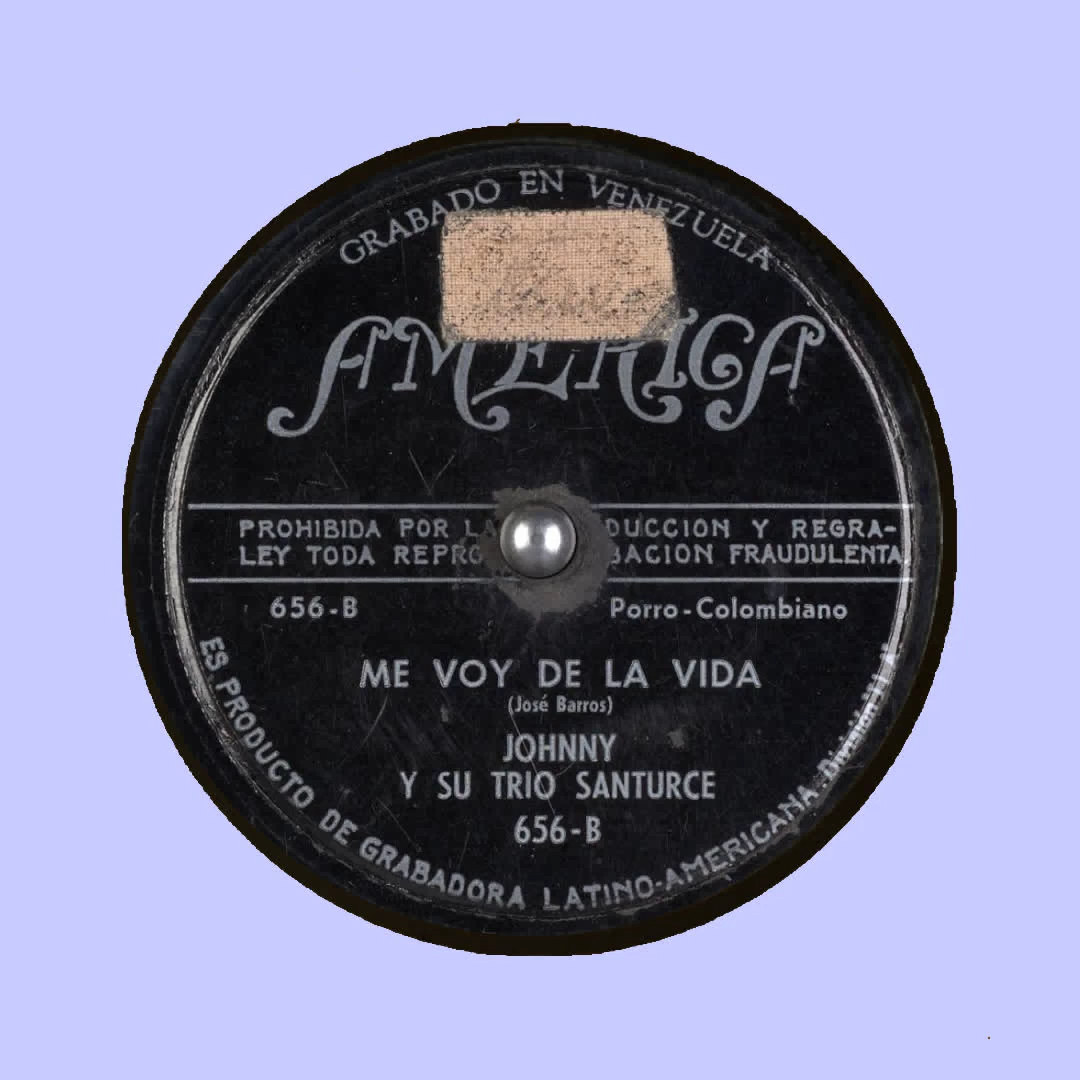 GRABADO EN VENEZUELA
AMERICA
PROHIBIDA POR LA DUCCION Y REGRA-
LEY TODA REPRO BACION FRAUDULENTA
656-B Porro-Colombiano
ME VOY DE LA VIDA
(José Barros)
JOHNNY
Y SU TRIO SANTURCE
656-B
ES PRODUCTO DE GRABADORA LATINO-AMERICANA. División